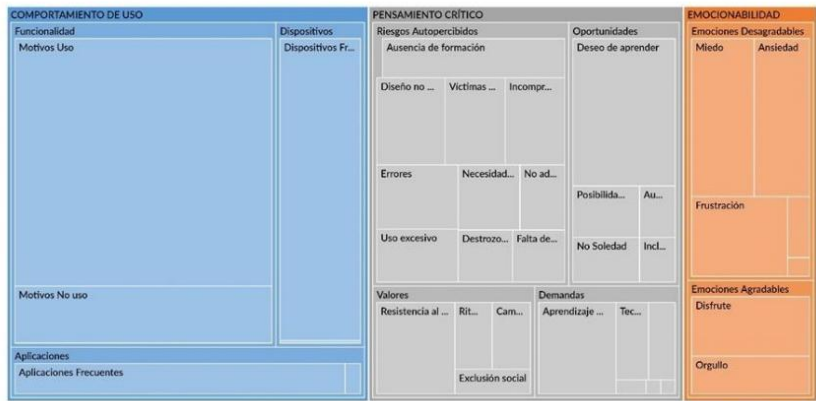 COMPORTAMIENTO DE USO
Funcionalidad
Motivos Uso
Motivos No uso
Dispositivos
Dispositivos Fr...
Aplicaciones
Aplicaciones Frecuentes
PENSAMIENTO CRÍTICO
Riesgos Autopercibidos
Ausencia de formación
Diseño no ...
Víctimas ...
Incompr...
Errores
Necesidad...
No ad...
Uso excesivo
Destrozo...
Falta de...
Oportunidades
Deseo de aprender
Posibilida...
Au...
No Soledad
Incl...
Valores
Resistencia al ...
Rit...
Cam...
Exclusión social
Demandas
Aprendizaje ...
Tec...
EMOCIONABILIDAD
Emociones Desagradables
Miedo
Ansiedad
Frustración
Emociones Agradables
Disfrute
Orgullo